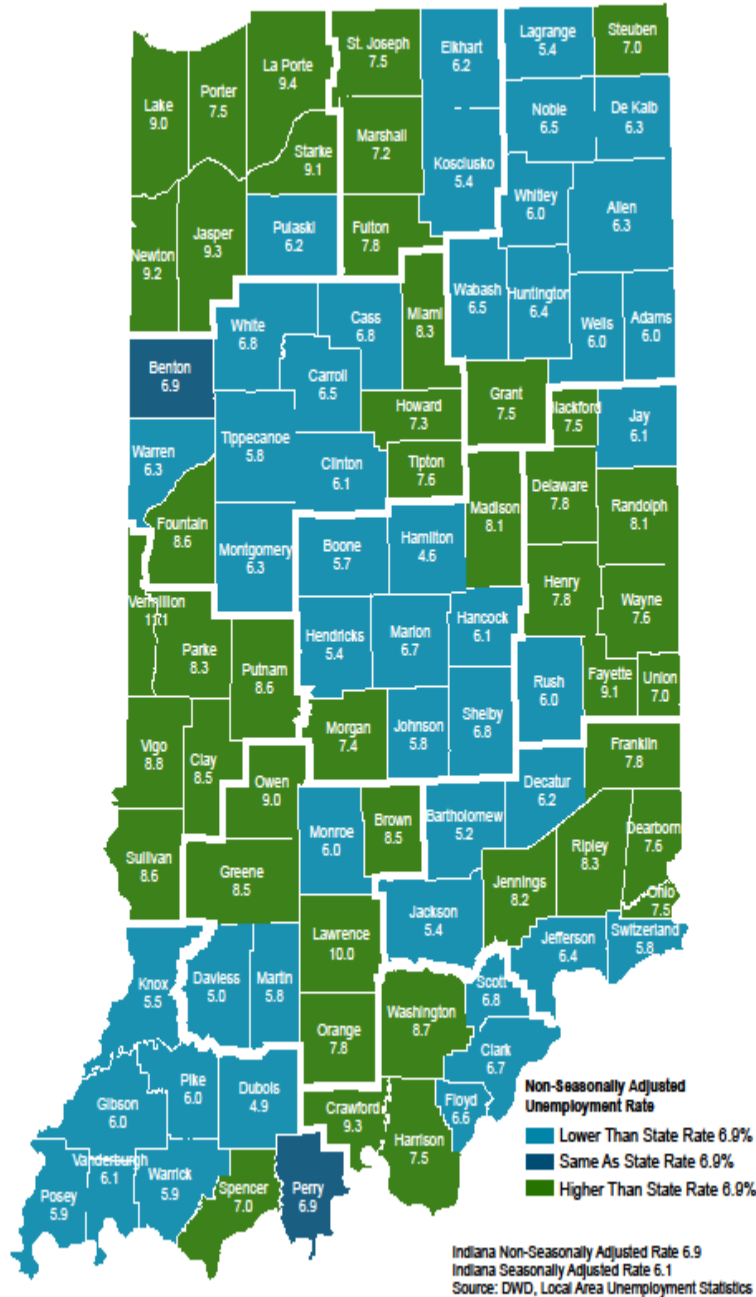 St. Joseph
7.5
Elkhart
6.2
Lagrange
5.4
Steuben
7.0
La Porte
9.4
Porter
7.5
Lake
9.0
Noble
6.5
De Kalb
6.3
Marshall
7.2
Starke
9.1
Kosciusko
5.4
Whitley
6.0
Allen
6.3
Pulaski
6.2
Fulton
7.8
Jasper
9.3
Newton
9.2
Wabash
6.5
Huntington
6.4
Wells
6.0
Adams
6.0
Miami
8.3
White
6.8
Cass
6.8
Benton
6.9
Carroll
6.5
Grant
7.5
Howard
7.3
lackford
7.5
Jay
6.1
Warren
6.3
Tippecanoe
5.8
Clinton
6.1
Tipton
7.6
Madison
8.1
Delaware
7.8
Randolph
8.1
Fountain
8.6
Montgomery
6.3
Boone
5.7
Hamilton
4.6
Henry
7.8
Wayne
7.6
Vermillion
11.1
Parke
8.3
Putnam
8.6
Hendricks
5.4
Marion
6.7
Hancock
6.1
Rush
6.0
Fayette
9.1
Union
7.0
Vigo
8.8
Clay
8.5
Morgan
7.4
Johnson
5.8
Shelby
6.8
Franklin
7.8
Owen
9.0
Decatur
6.2
Monroe
6.0
Brown
8.5
Bartholomew
5.2
Dearborn
7.6
Ripley
8.3
Sullivan
8.6
Greene
8.5
Jennings
8.2
Ohio
7.5
Jackson
5.4
Lawrence
10.0
Jefferson
6.4
Switzerland
5.8
Knox
5.5
Daviess
5.0
Martin
5.8
Scott
6.8
Washington
8.7
Orange
7.8
Clark
6.7
Pike
6.0
Dubois
4.9
Gibson
6.0
Crawford
9.3
Floyd
6.6
Harrison
7.5
Vanderburgh
6.1
Warrick
5.9
Posey
5.9
Spencer
7.0
Perry
6.9
Non-Seasonally Adjusted
Unemployment Rate
Lower Than State Rate 6.9%
Same As State Rate 6.9%
Higher Than State Rate 6.9%
Indiana Non-Seasonally Adjusted Rate 6.9
Indiana Seasonally Adjusted Rate 6.1
Source: DWD, Local Area Unemployment Statistics